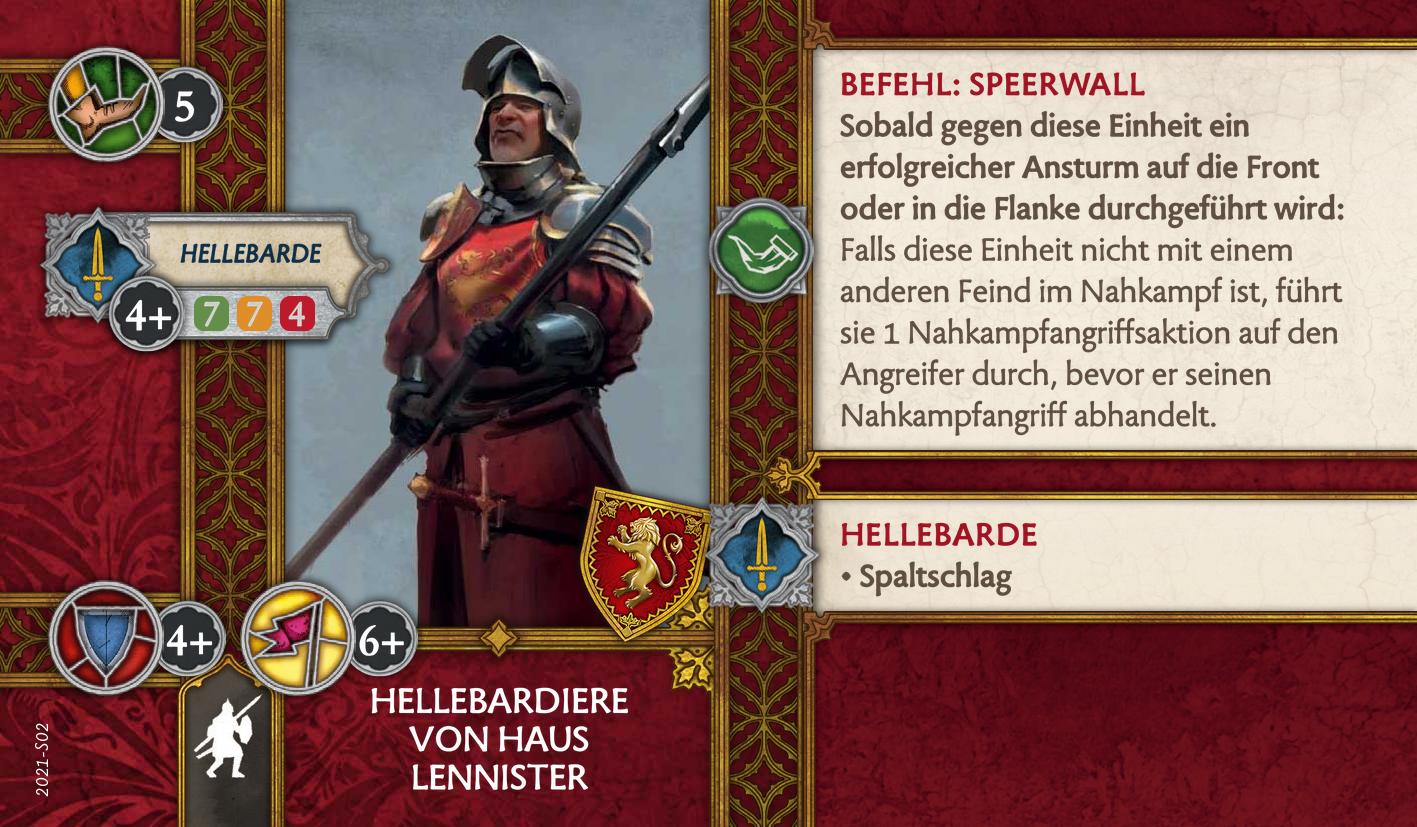 5
HELLEBARDE
4+ 7 7 4
4+ 6+
HELLEBARDIERE
VON HAUS
LENNISTER
2021-S02
BEFEHL: SPEERWALL
Sobald gegen diese Einheit ein
erfolgreicher Ansturm auf die Front
oder in die Flanke durchgeführt wird:
Falls diese Einheit nicht mit einem
anderen Feind im Nahkampf ist, führt
sie 1 Nahkampfangriffsaktion auf den
Angreifer durch, bevor er seinen
Nahkampfangriff abhandelt.
HELLEBARDE
• Spaltschlag